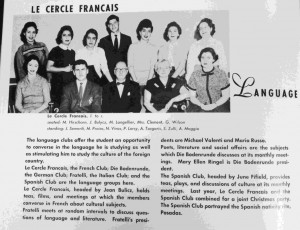 LE CERCLE FRANCAIS
LANGUAGE
Le Cercle Francais,
The language clubs offer the student an opportunity
to converse in the language he is studying as well
as stimulating him to study the culture of the foreign
country.
Le Cercle Francais, the French Club; Die Bodenrunde,
the German Club; Fratelli, the Italian Club; and the
Spanish Club are the language groups here.
Le Cercle Francais, headed by Joan Bulica, holds
teas, films, and meetings at which the members
converse in French about cultural subjects.
Fratelli meets at random intervals to discuss ques-
tions of language and literature. Fratelli's presi-
dents are Michael Valenti and Maria Russo.
Poets, literature and social affairs are the subjects
which Die Bodenrunde discusses at its monthly meet-
ings. Mary Ellen Ringel is Die Bodenrunde
president.
The Spanish Club, headed by June Fifield, provides
teas, plays, and discussions of culture at its monthly
meetings. Last year, Le Cercle Francais and the
Spanish Club combined for a joint Christmas party.
The Spanish Club portrayed the Spanish nativity
Posadas.